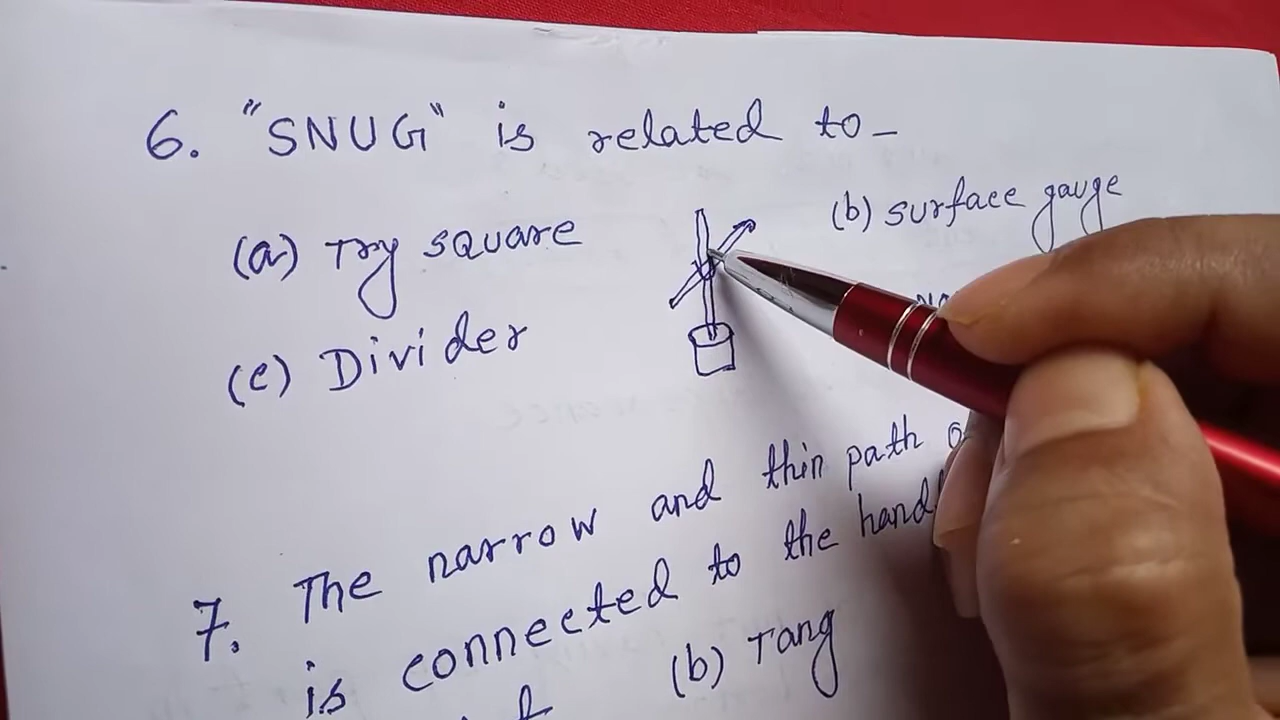 6. "SNUG" is related to-
(a) Try square (b) surface gauge
(c) Divider
7. The narrow and thin path
is connected to the
(b) Tang